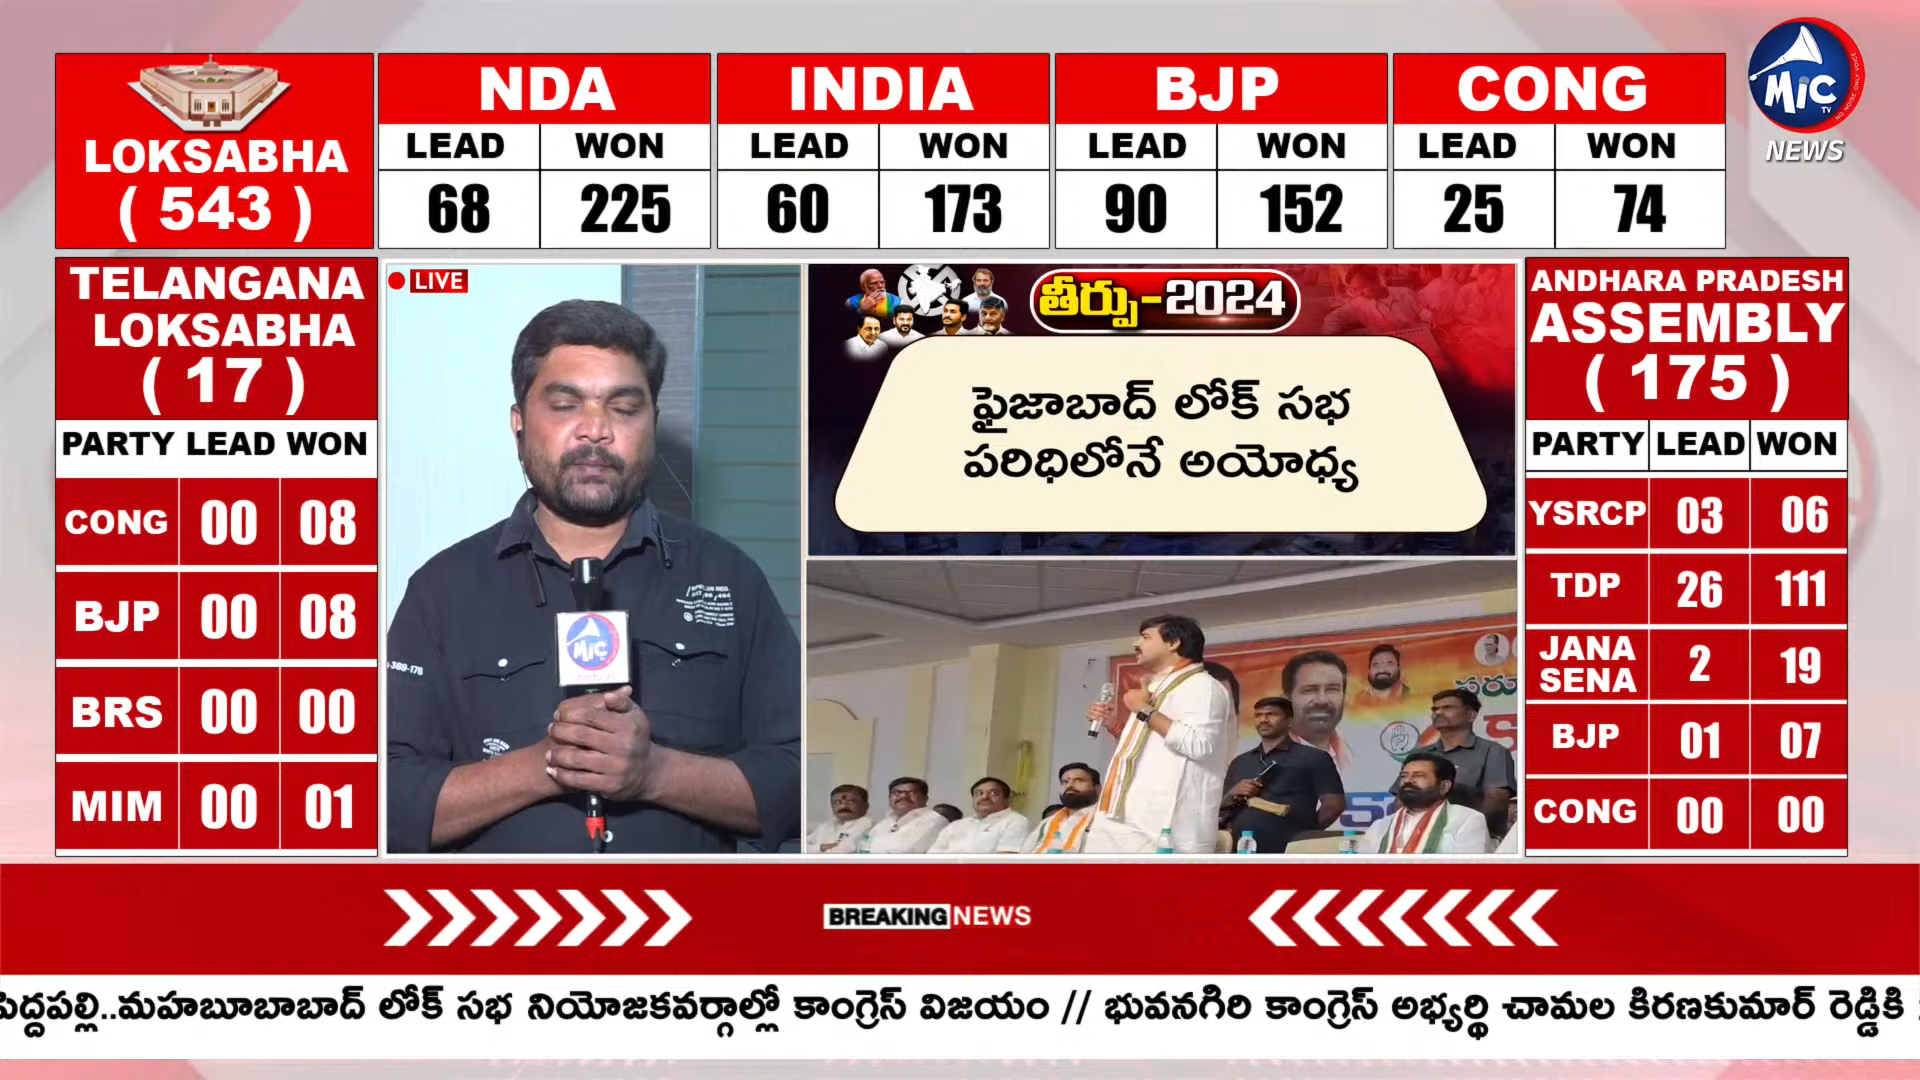 LOKSABHA
( 543 )
NDA
LEAD WON
68 225
INDIA
LEAD WON
60 173
BJP
LEAD WON
90 152
CONG
LEAD WON
25 74
MIC
TV
NEWS
TELANGANA
LOKSABHA
( 17 )
PARTY LEAD WON
CONG 00 08
BJP 00 08
BRS 00 00
MIM 00 01
LIVE
తీర్పు-2024
ఫైజాబాద్ లోక్ సభ
పరిధిలోనే అయోధ్య
MIC
ANDHARA PRADESH
ASSEMBLY
( 175 )
PARTY LEAD WON
YSRCP 03 06
TDP 26 111
JANA
SENA 2 19
BJP 01 07
CONG 00 00
BREAKING NEWS
పెద్దపల్లి..మహబూబాబాద్ లోక్ సభ నియోజకవర్గాల్లో కాంగ్రెస్ విజయం // భువనగిరి కాంగ్రెస్ అభ్యర్థి చామల కిరణకుమార్ రెడ్డికి